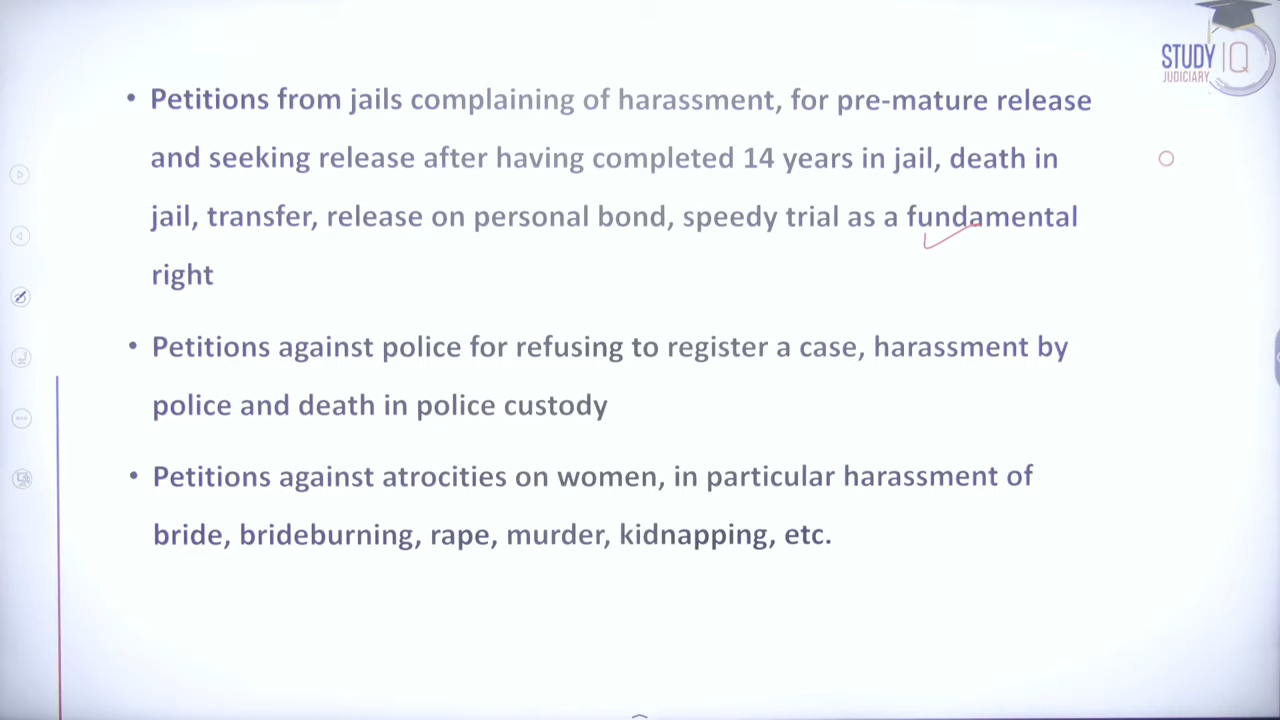 STUDY IQ
JUDICIARY
• Petitions from jails complaining of harassment, for pre-mature release
and seeking release after having completed 14 years in jail, death in
jail, transfer, release on personal bond, speedy trial as a fundamental
right
• Petitions against police for refusing to register a case, harassment by
police and death in police custody
• Petitions against atrocities on women, in particular harassment of
bride, brideburning, rape, murder, kidnapping, etc.